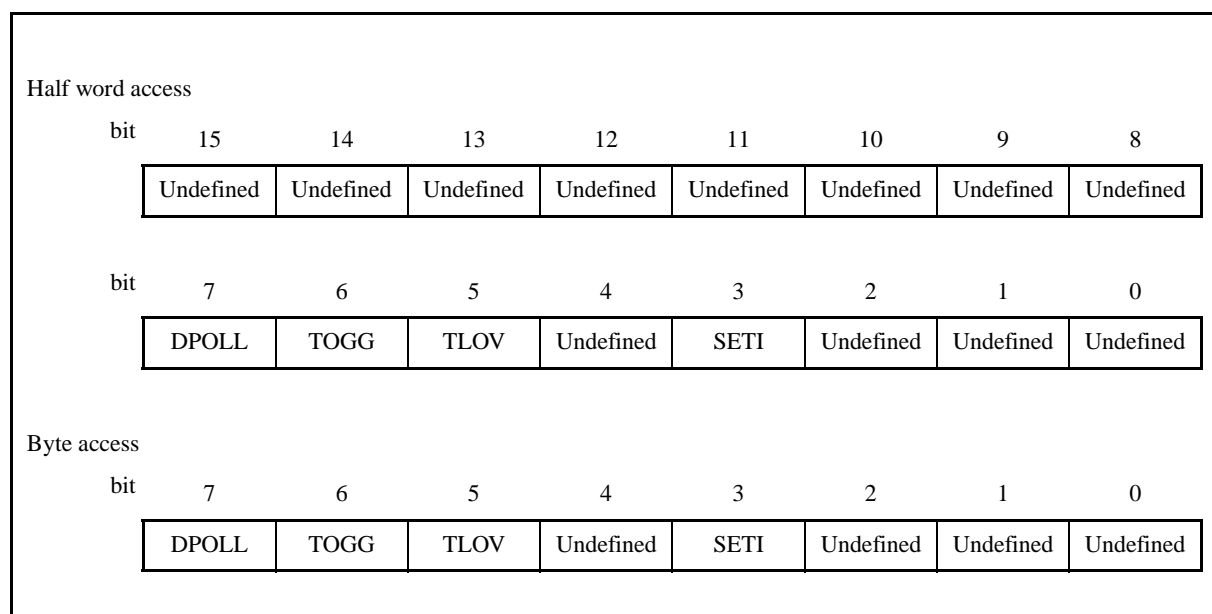 Half word access
bit 15 14 13 12 11 10 9 8
Undefined Undefined Undefined Undefined Undefined Undefined Undefined Undefined
bit 7 6 5 4 3 2 1 0
DPOLL TOGG TLOV Undefined SETI Undefined Undefined Undefined
Byte access
bit 7 6 5 4 3 2 1 0
DPOLL TOGG TLOV Undefined SETI Undefined Undefined Undefined